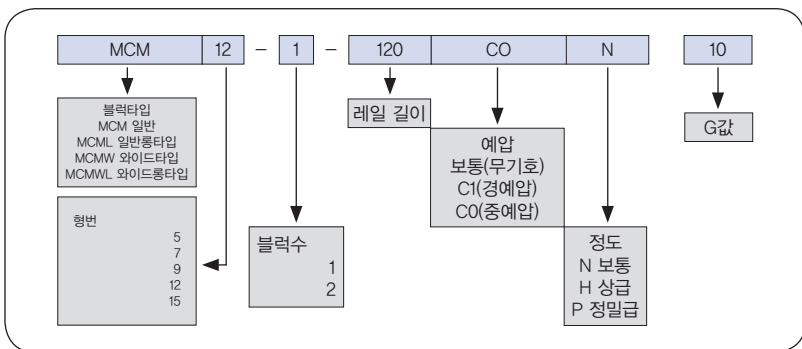 MCM 12 - 1 - 120 CO N 10
블럭타입
MCM 일반
MCML 일반롱타입
MCMW 와이드타입
MCMWL 와이드롱타입
형번
5
7
9
12
15
블럭수
1
2
레일 길이
예압
보통(무기호)
C1(경예압)
C0(중예압)
정도
N 보통
H 상급
P 정밀급
G값